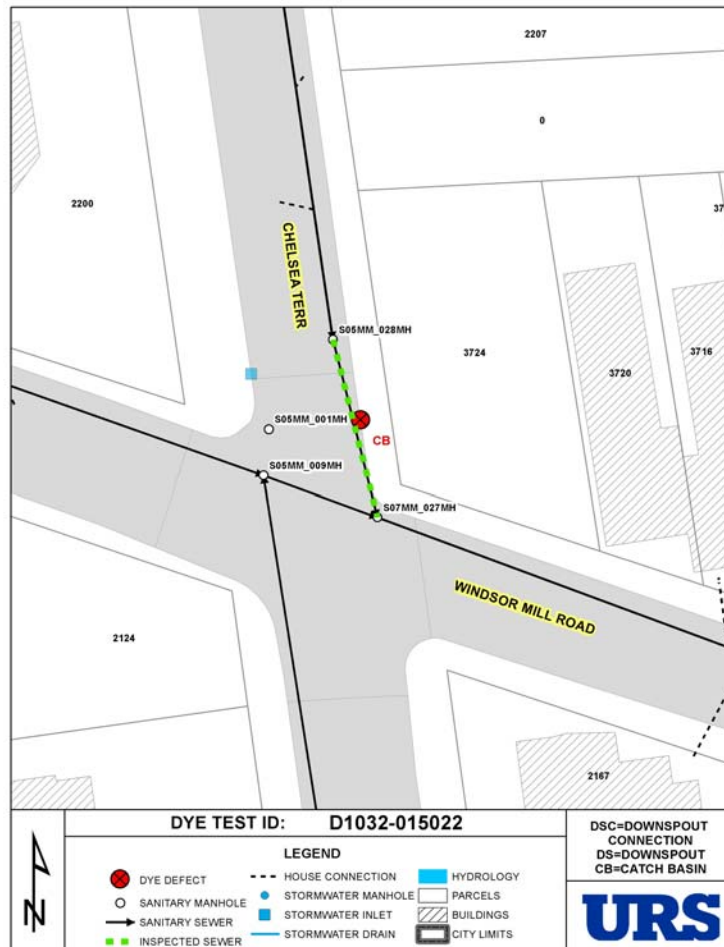 2207
0
2200
37
CHELSEA TERR
S05MM_028MH
3724
3720
3716
S05MM_001MH
CB
S05MM_009MH
S07MM_027MH
WINDSOR MILL ROAD
2124
2167
DYE TEST ID: D1032-015022
LEGEND
DYE DEFECT
SANITARY MANHOLE
SANITARY SEWER
INSPECTED SEWER
HOUSE CONNECTION
STORMWATER MANHOLE
STORMWATER INLET
STORMWATER DRAIN
HYDROLOGY
PARCELS
BUILDINGS
CITY LIMITS
DSC=DOWNSPOUT
CONNECTION
DS=DOWNSPOUT
CB=CATCH BASIN
N
URS